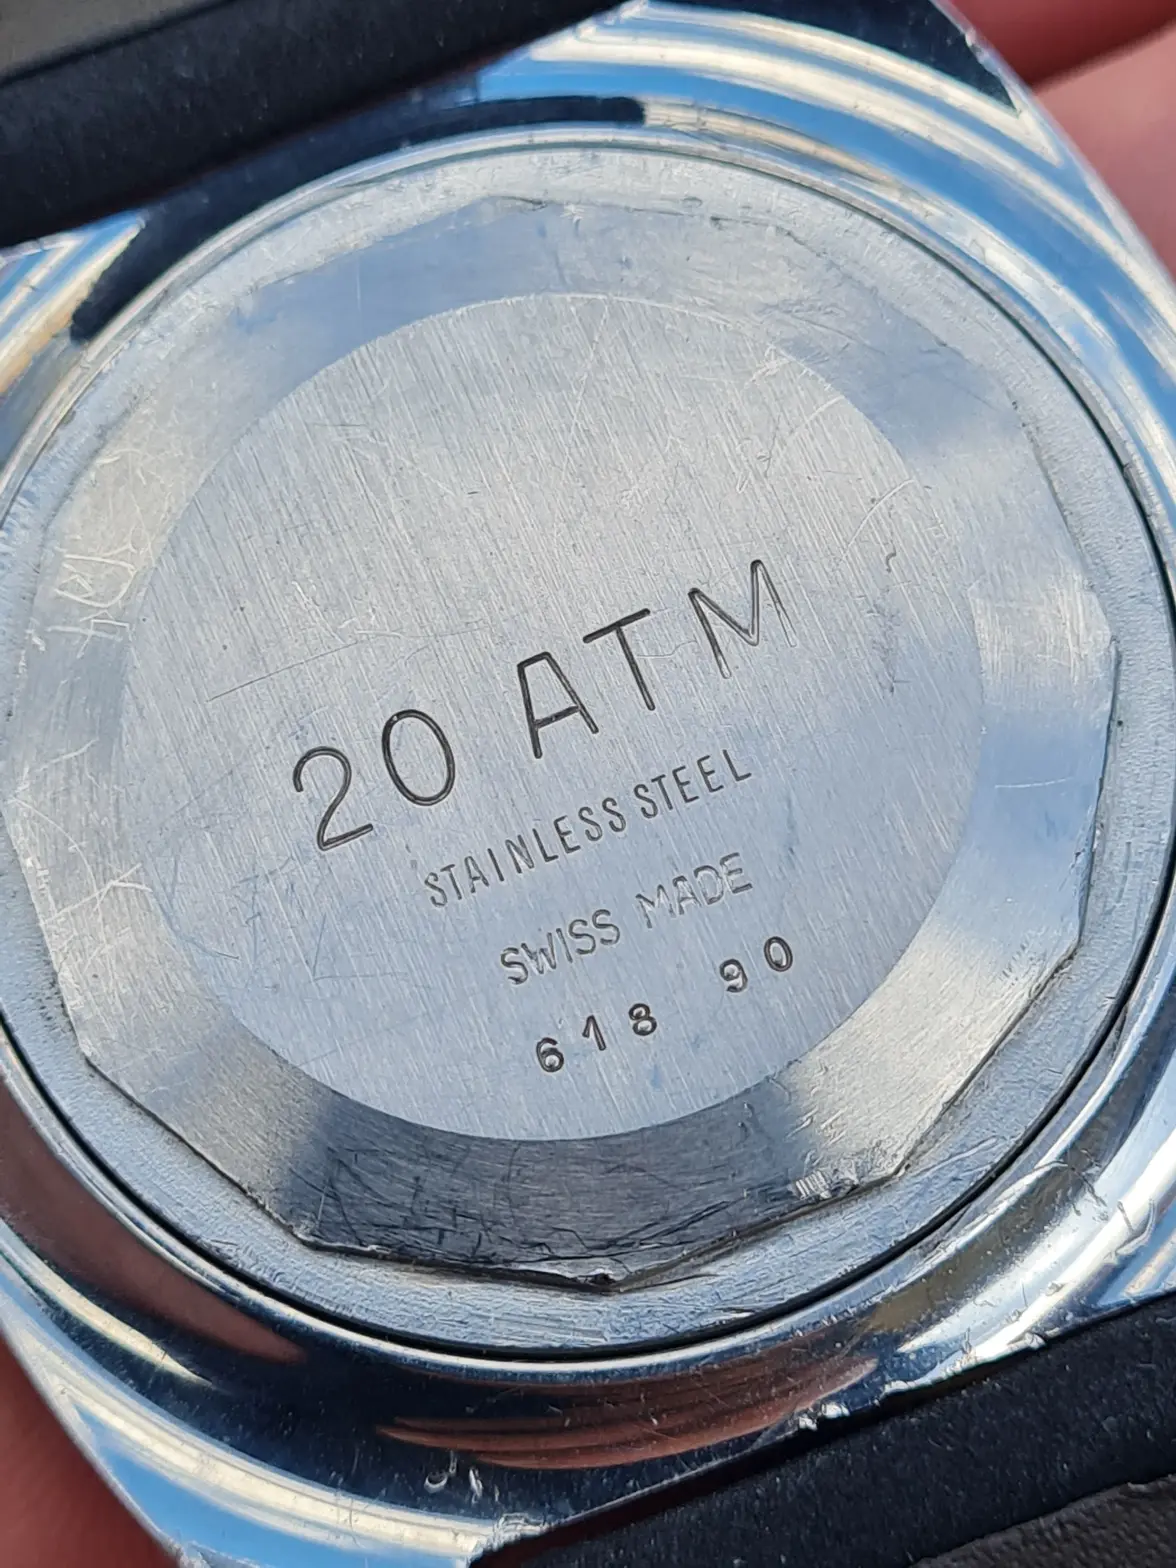 20 ATM
STAINLESS STEEL
SWISS MADE
618 90